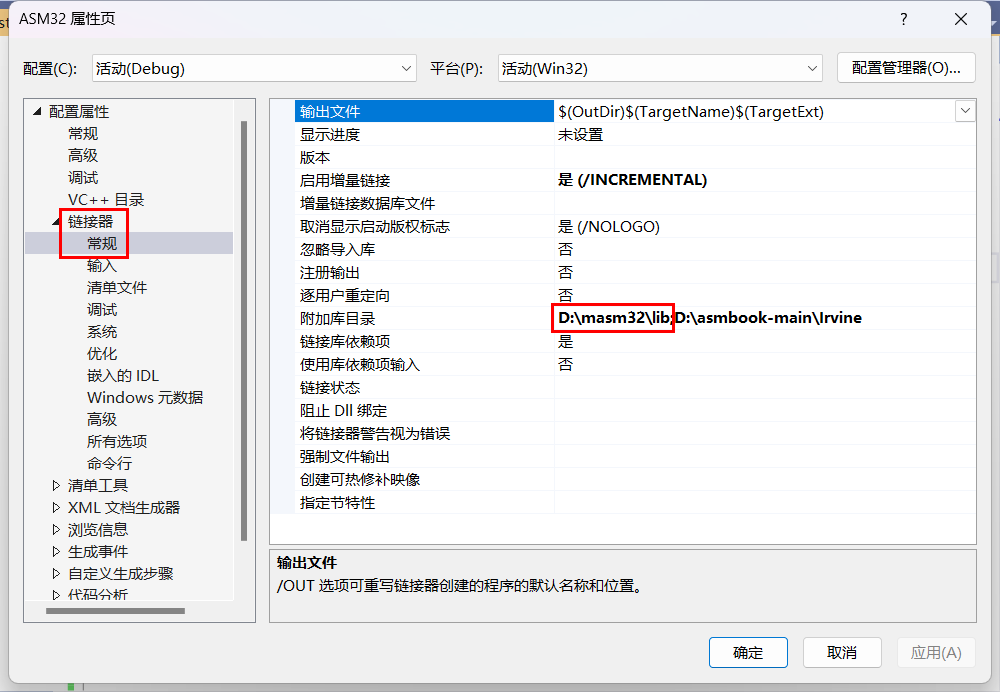 ASM32 属性页
配置(C):
活动(Debug)
平台(P):
活动(Win32)
配置管理器(O)...
配置属性
常规
高级
调试
VC++ 目录
链接器
常规
输入
清单文件
调试
系统
优化
嵌入的 IDL
Windows 元数据
高级
所有选项
命令行
清单工具
XML 文档生成器
浏览信息
生成事件
自定义生成步骤
代码分析
输出文件 $(OutDir)$(TargetName)$(TargetExt)
显示进度 未设置
版本
启用增量链接 是 (/INCREMENTAL)
增量链接数据库文件
取消显示启动版权标志 是 (/NOLOGO)
忽略导入库 否
注册输出 否
逐用户重定向 否
附加库目录 D:\masm32\lib;D:\asmbook-main\Irvine
链接库依赖项 是
使用库依赖项输入 否
链接状态
阻止 Dll 绑定
将链接器警告视为错误
强制文件输出
创建可热修补映像
指定节特性
输出文件
/OUT 选项可重写链接器创建的程序的默认名称和位置。
确定
取消
应用(A)